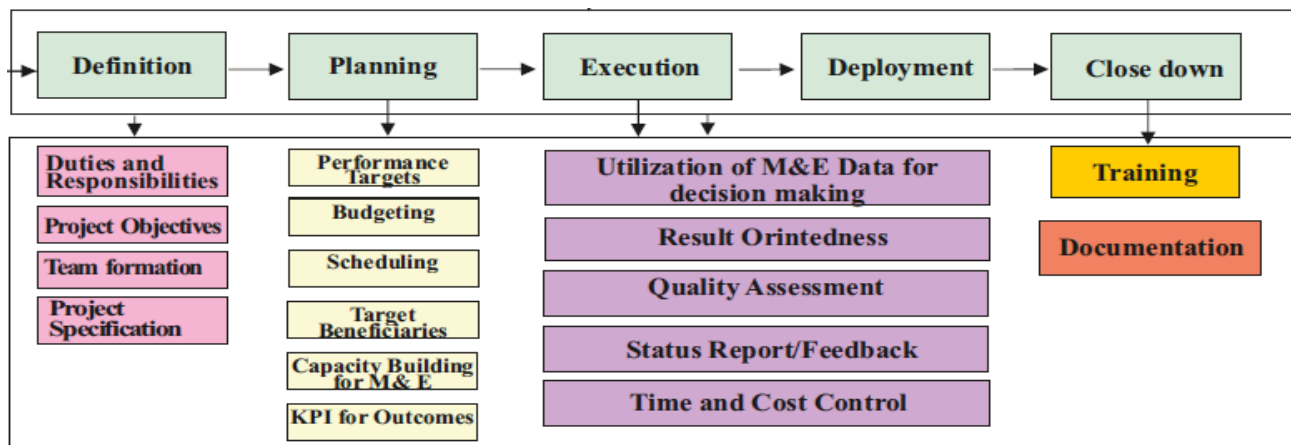 Definition
Planning
Execution
Deployment
Close down
Duties and
Responsibilities
Project Objectives
Team formation
Project
Specification
Performance
Targets
Budgeting
Scheduling
Target
Beneficiaries
Capacity Building
for M& E
KPI for Outcomes
Utilization of M&E Data for
decision making
Result Orintedness
Quality Assessment
Status Report/Feedback
Time and Cost Control
Training
Documentation